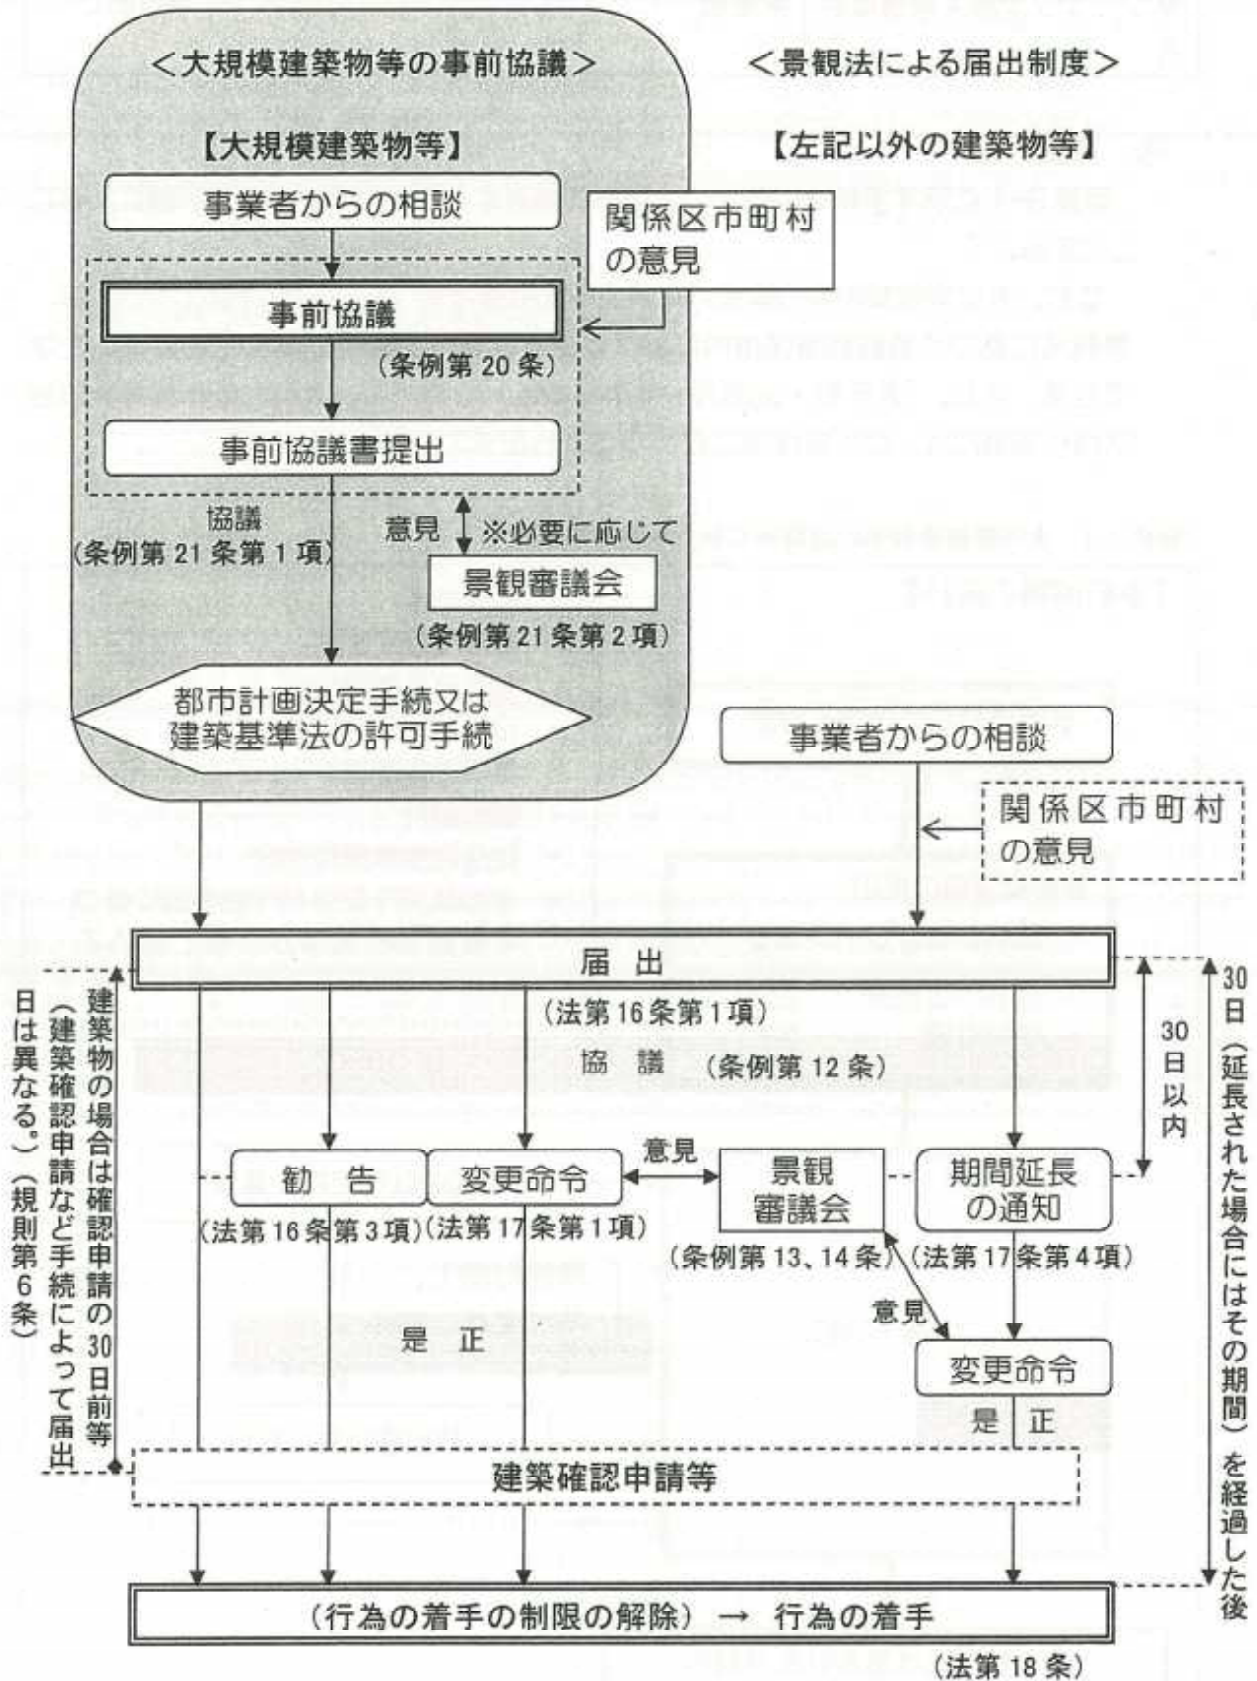 ＜大規模建築物等の事前協議＞
【大規模建築物等】
事業者からの相談
関係区市町村
の意見
事前協議
（条例第20条）
事前協議書提出
協議
（条例第21条第1項）
意見
※必要に応じて
景観審議会
（条例第21条第2項）
都市計画決定手続又は
建築基準法の許可手続
＜景観法による届出制度＞
【左記以外の建築物等】
事業者からの相談
関係区市町村
の意見
届　出
（法第16条第1項）
協　議　（条例第12条）
勧　告
（法第16条第3項）
変更命令
（法第17条第1項）
意見
景観
審議会
（条例第13、14条）
期間延長
の通知
（法第17条第4項）
意見
変更命令
是　正
是　正
建築確認申請等
（行為の着手の制限の解除）→　行為の着手
（法第18条）
建築物の場合は確認申請の30日前等
（建築確認申請など手続によって届出
日は異なる。）（規則第6条）
30日以内
30日（延長された場合にはその期間）を経過した後